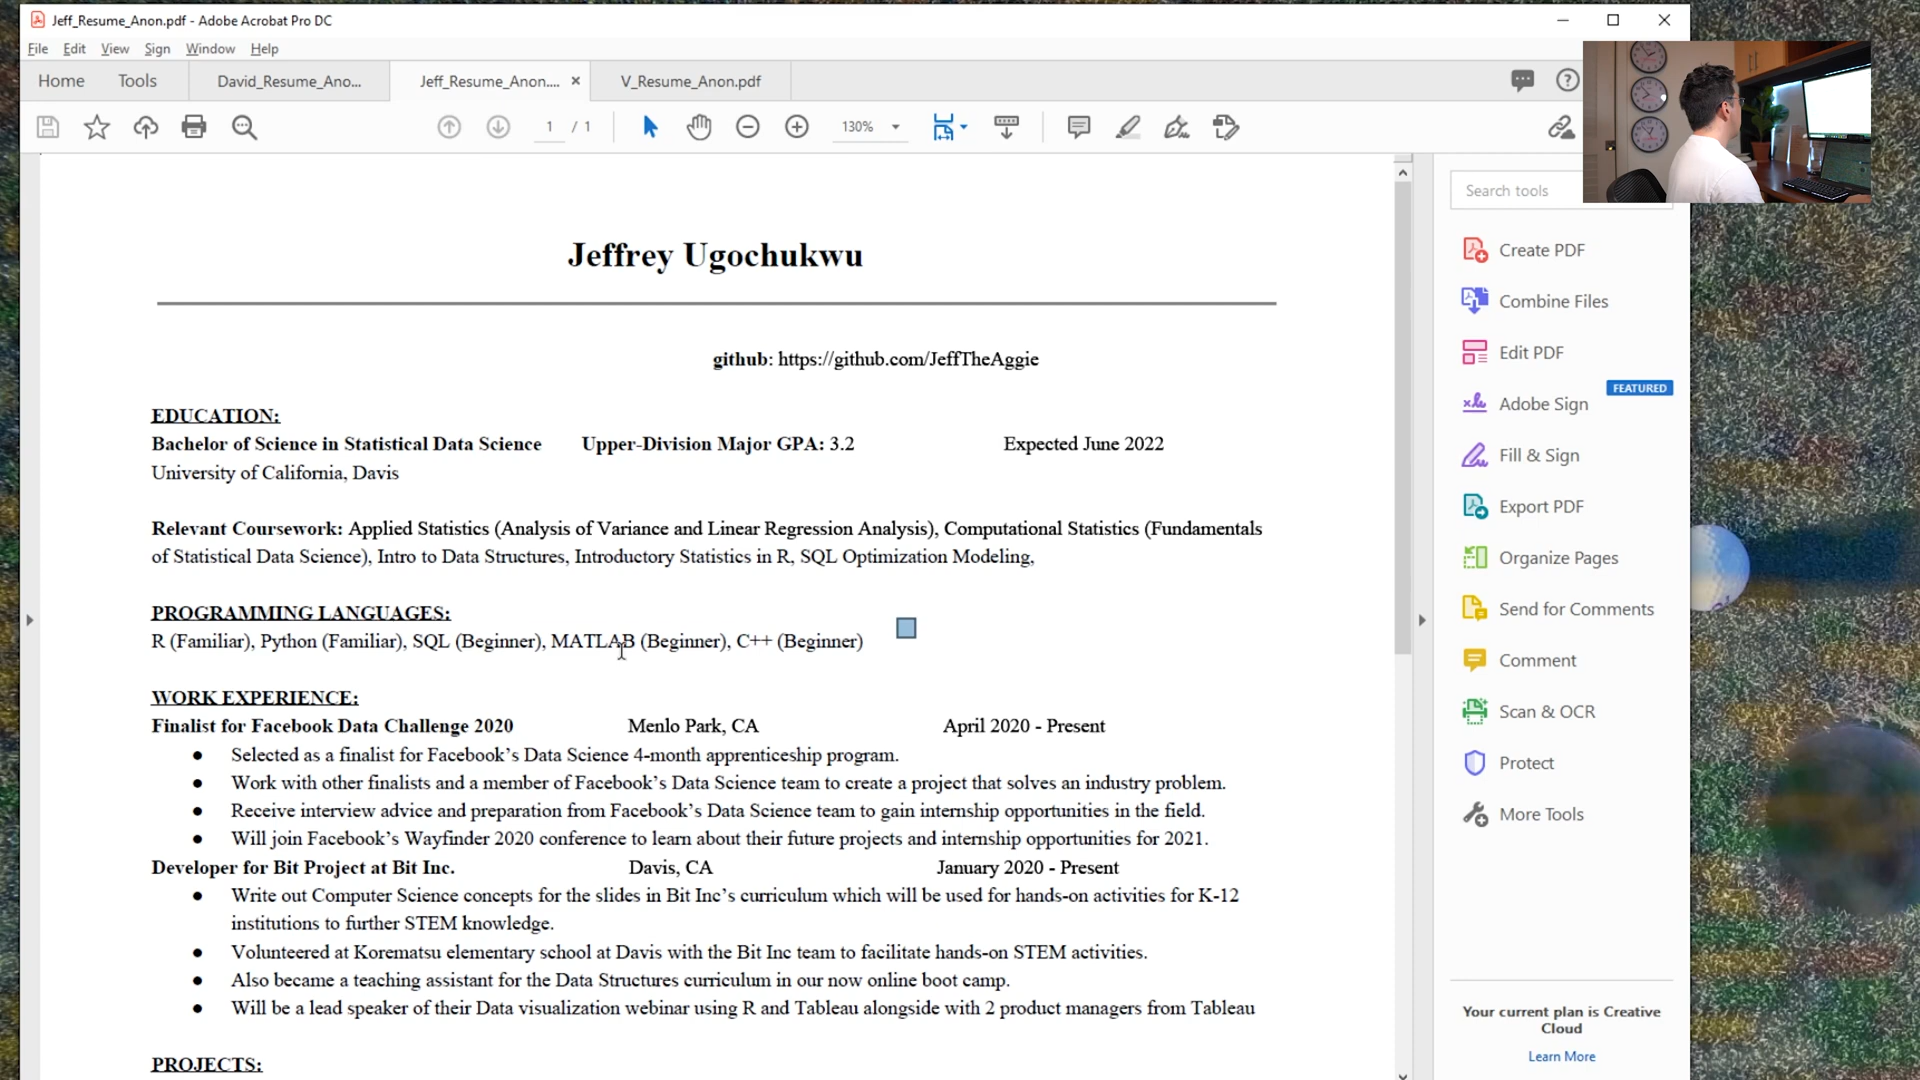 Jeff_Resume_Anon.pdf - Adobe Acrobat Pro DC
File Edit View Sign Window Help
Home Tools David_Resume_Ano... Jeff_Resume_Anon.... × V_Resume_Anon.pdf
1 / 1 130%
Search tools
Create PDF
Combine Files
Edit PDF
FEATURED
Adobe Sign
Fill & Sign
Export PDF
Organize Pages
Send for Comments
Comment
Scan & OCR
Protect
More Tools
Your current plan is Creative
Cloud
Learn More
Jeffrey Ugochukwu
github: https://github.com/JeffTheAggie
EDUCATION:
Bachelor of Science in Statistical Data Science Upper-Division Major GPA: 3.2 Expected June 2022
University of California, Davis
Relevant Coursework: Applied Statistics (Analysis of Variance and Linear Regression Analysis), Computational Statistics (Fundamentals
of Statistical Data Science), Intro to Data Structures, Introductory Statistics in R, SQL Optimization Modeling,
PROGRAMMING LANGUAGES:
R (Familiar), Python (Familiar), SQL (Beginner), MATLAB (Beginner), C++ (Beginner)
WORK EXPERIENCE:
Finalist for Facebook Data Challenge 2020 Menlo Park, CA April 2020 - Present
● Selected as a finalist for Facebook’s Data Science 4-month apprenticeship program.
● Work with other finalists and a member of Facebook’s Data Science team to create a project that solves an industry problem.
● Receive interview advice and preparation from Facebook’s Data Science team to gain internship opportunities in the field.
● Will join Facebook’s Wayfinder 2020 conference to learn about their future projects and internship opportunities for 2021.
Developer for Bit Project at Bit Inc. Davis, CA January 2020 - Present
● Write out Computer Science concepts for the slides in Bit Inc’s curriculum which will be used for hands-on activities for K-12
institutions to further STEM knowledge.
● Volunteered at Korematsu elementary school at Davis with the Bit Inc team to facilitate hands-on STEM activities.
● Also became a teaching assistant for the Data Structures curriculum in our now online boot camp.
● Will be a lead speaker of their Data visualization webinar using R and Tableau alongside with 2 product managers from Tableau
PROJECTS: